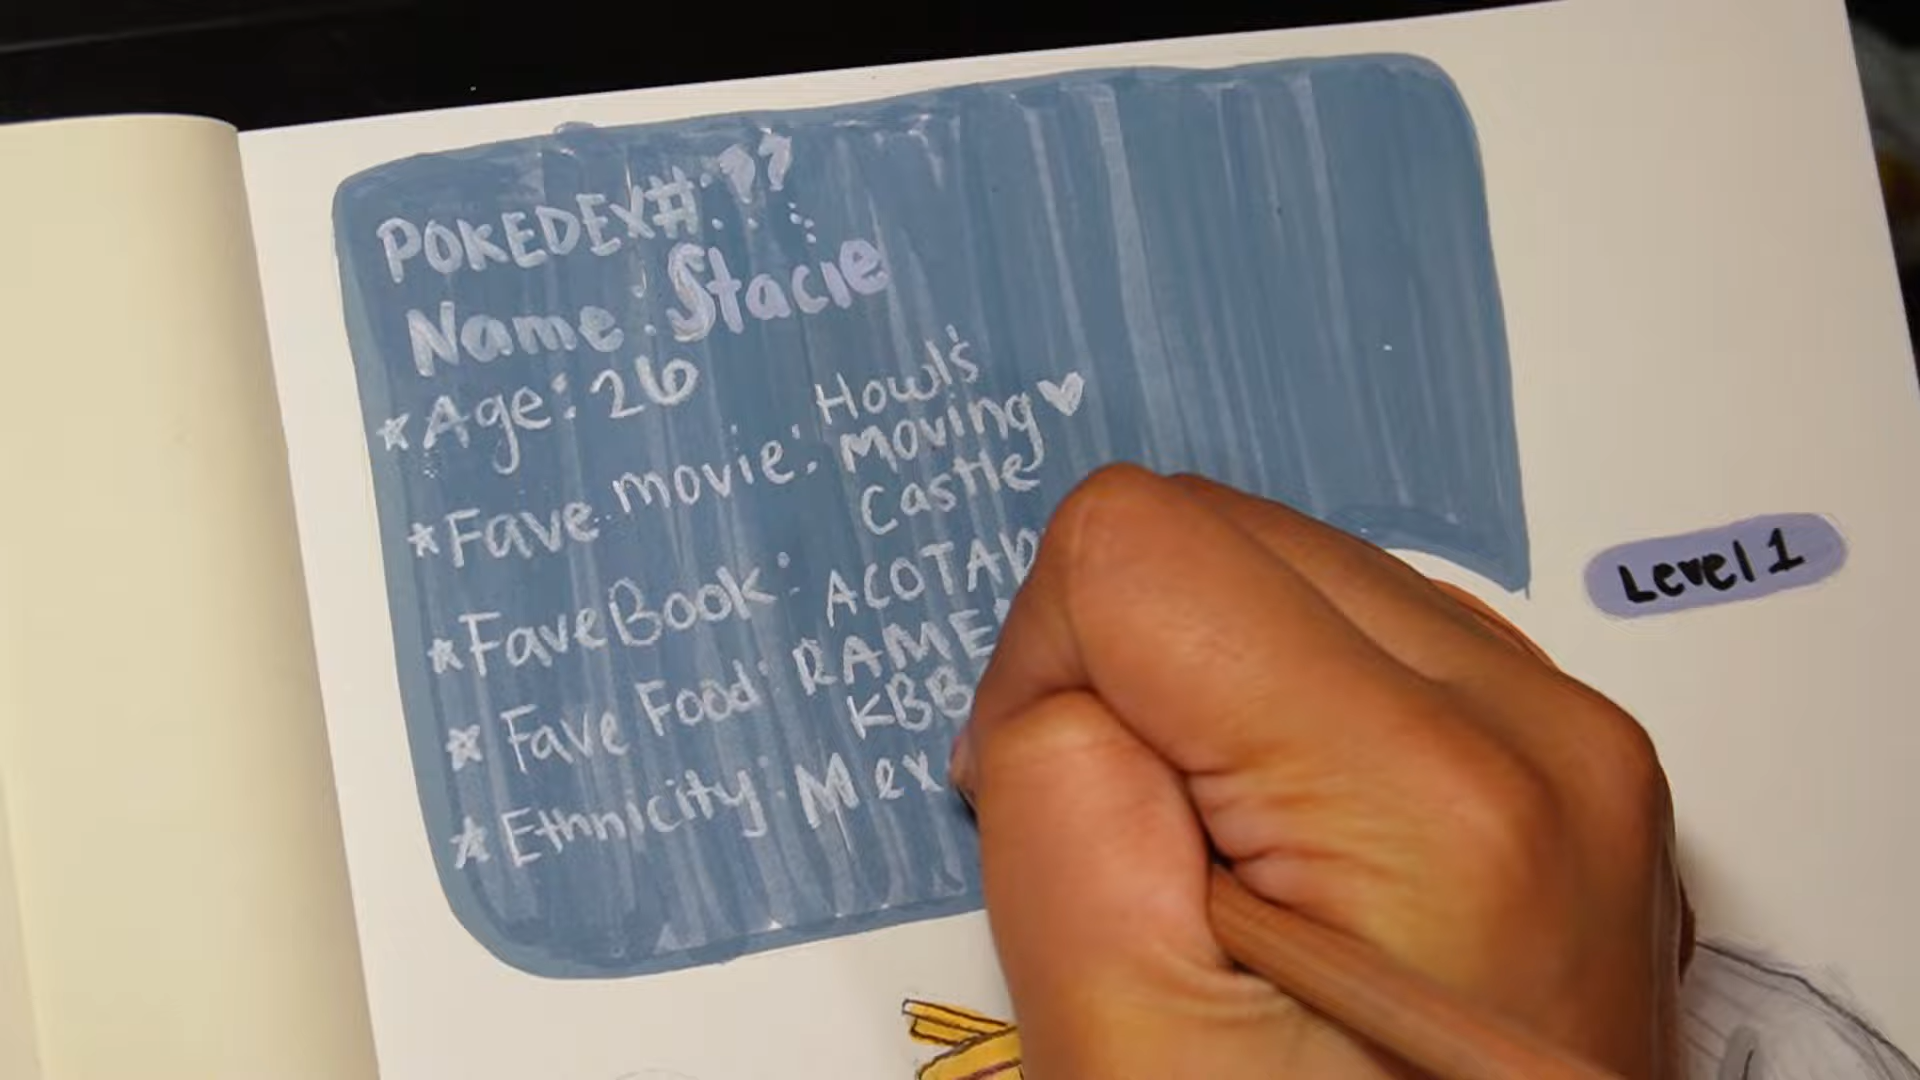 POKEDEX#:??
Name: Stacie
★Age: 26
★Fave movie: Howl's
Moving ♥
Castle
★Fave Book: ACOTAR
★Fave Food: RAME
KBB
★Ethnicity: Mex
Level 1